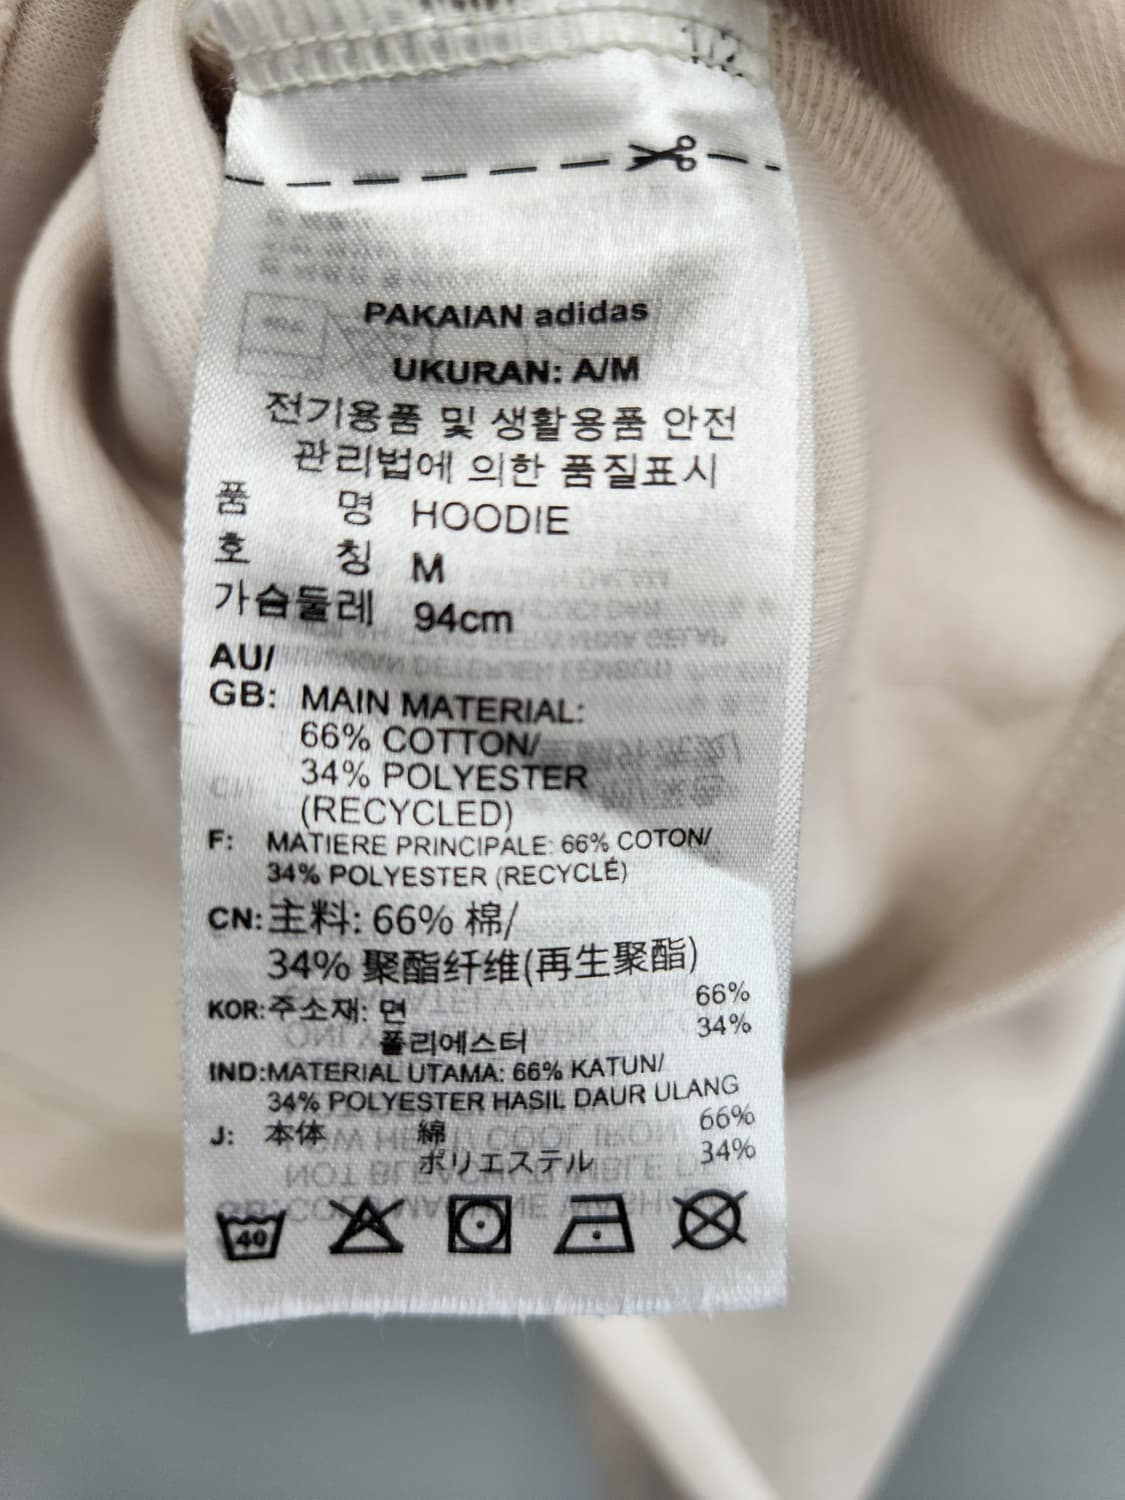 PAKAIAN adidas
UKURAN: A/M
전기용품 및 생활용품 안전
관리법에 의한 품질표시
품 명 HOODIE
호 칭 M
가슴둘레 94cm
AU/
GB: MAIN MATERIAL:
66% COTTON/
34% POLYESTER
(RECYCLED)
F: MATIERE PRINCIPALE: 66% COTON/
34% POLYESTER (RECYCLÉ)
CN: 主料: 66% 棉/
34% 聚酯纤维(再生聚酯)
KOR: 주소재: 면 66%
폴리에스터 34%
IND: MATERIAL UTAMA: 66% KATUN/
34% POLYESTER HASIL DAUR ULANG
J: 本体 綿 66%
ポリエステル 34%
40